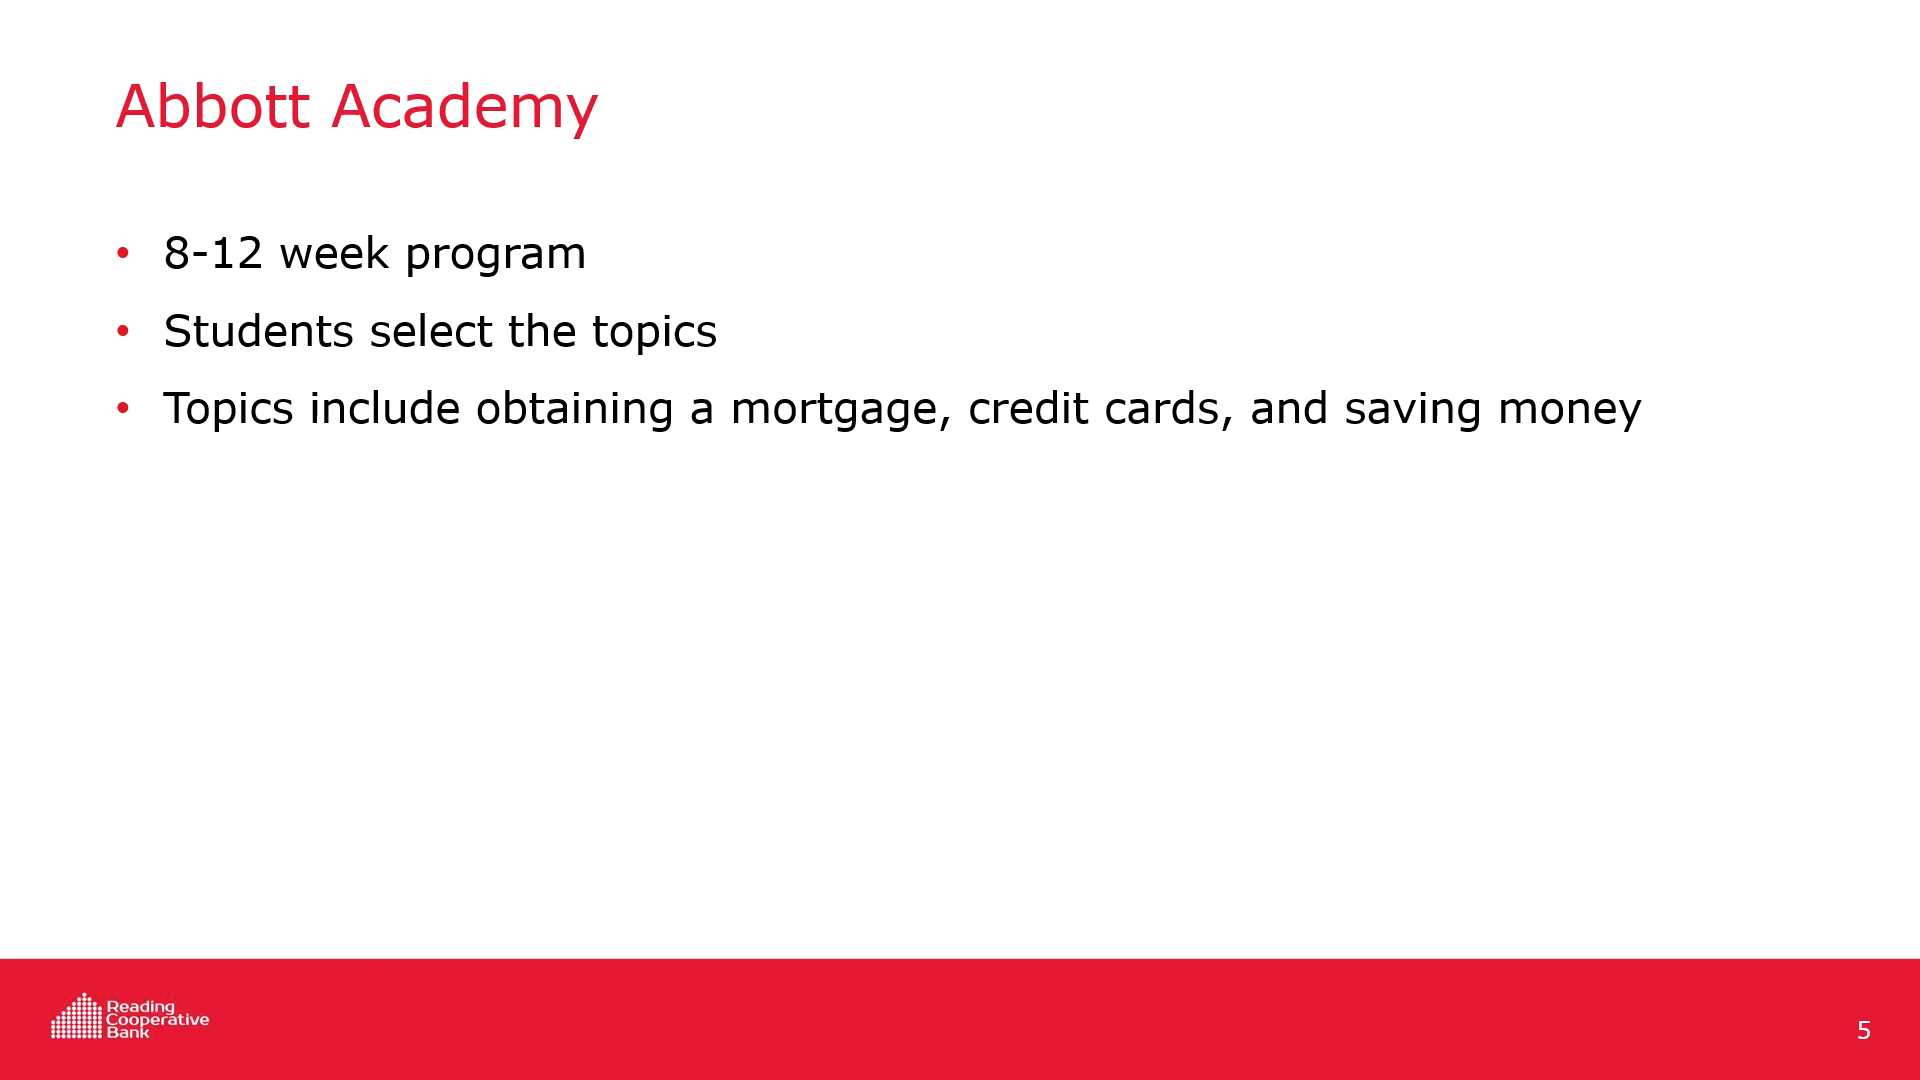 Abbott Academy
• 8-12 week program
• Students select the topics
• Topics include obtaining a mortgage, credit cards, and saving money
Reading
Cooperative
Bank
5